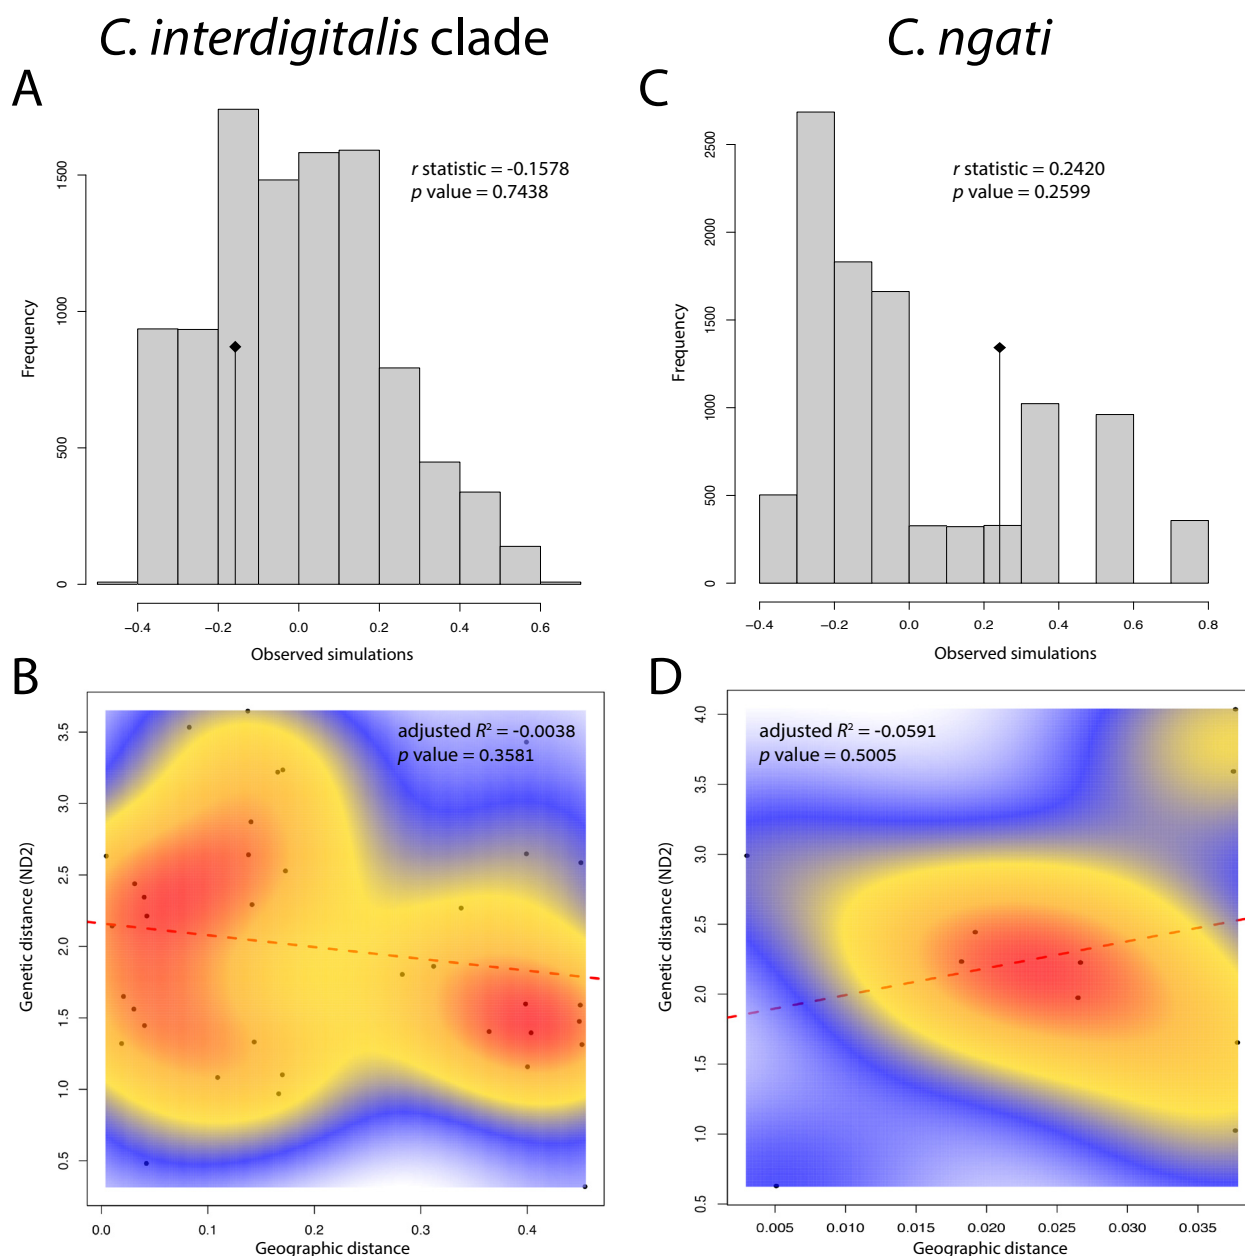 C. interdigitalis clade
C. ngati
A
r statistic = -0.1578
p value = 0.7438
Frequency
0
500
1000
1500
−0.4
−0.2
0.0
0.2
0.4
0.6
Observed simulations
C
r statistic = 0.2420
p value = 0.2599
Frequency
0
500
1000
1500
2000
2500
−0.4
−0.2
0.0
0.2
0.4
0.6
0.8
Observed simulations
B
adjusted R² = -0.0038
p value = 0.3581
Genetic distance (ND2)
0.5
1.0
1.5
2.0
2.5
3.0
3.5
0.0
0.1
0.2
0.3
0.4
Geographic distance
D
adjusted R² = -0.0591
p value = 0.5005
Genetic distance (ND2)
0.5
1.0
1.5
2.0
2.5
3.0
3.5
4.0
0.005
0.010
0.015
0.020
0.025
0.030
0.035
Geographic distance